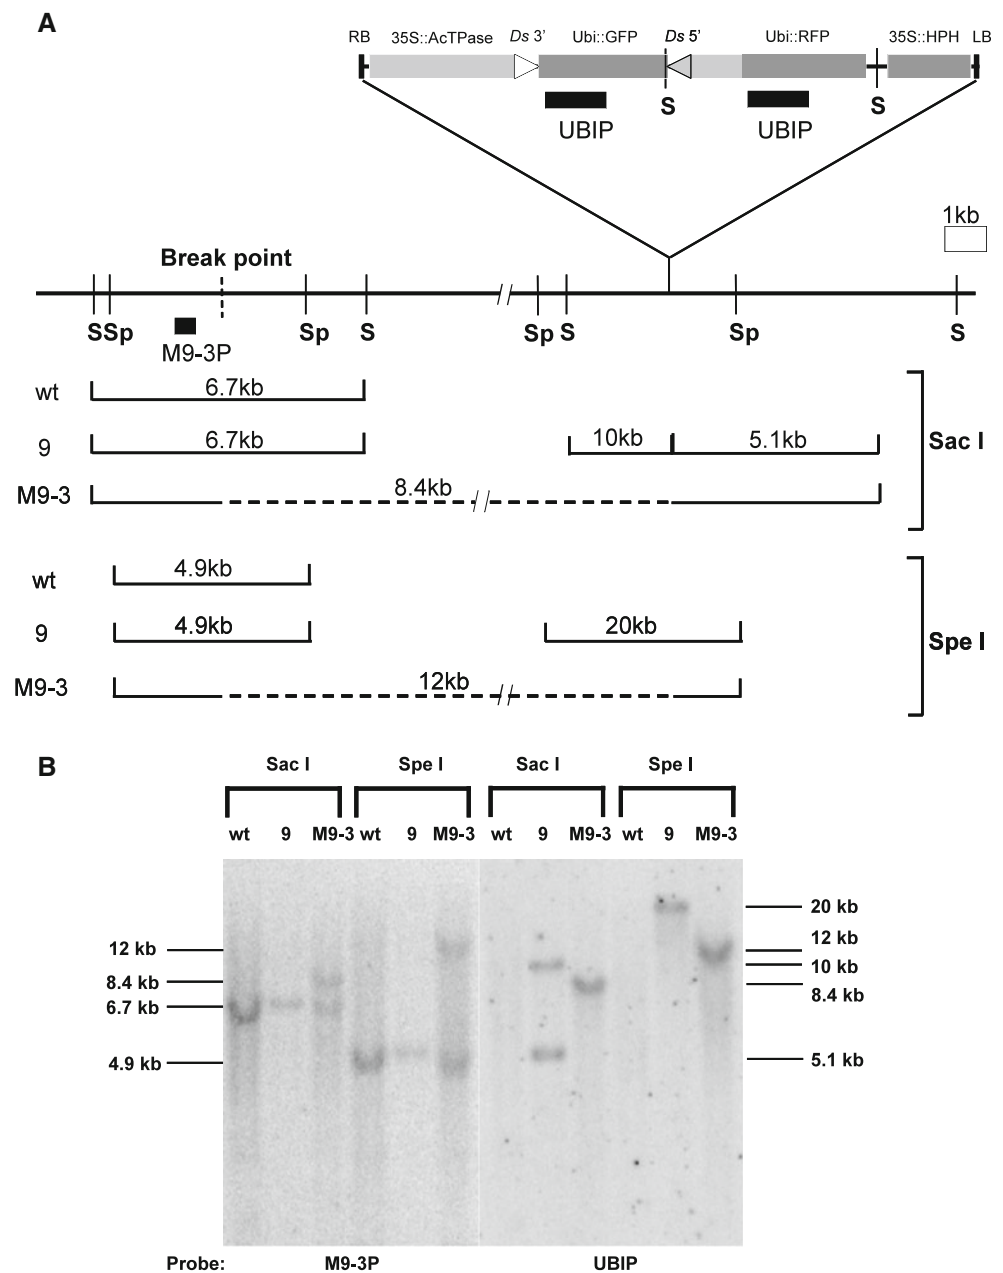 A
RB 35S::AcTPase Ds 3’ Ubi::GFP Ds 5’ Ubi::RFP 35S::HPH LB
S S
UBIP UBIP
1kb
Break point
S Sp Sp S Sp S Sp S
M9-3P
wt 6.7kb
9 6.7kb 10kb 5.1kb Sac I
M9-3 8.4kb
wt 4.9kb
9 4.9kb 20kb Spe I
M9-3 12kb
B
Sac I Spe I Sac I Spe I
wt 9 M9-3 wt 9 M9-3 wt 9 M9-3 wt 9 M9-3
20 kb
12 kb 12 kb
10 kb
8.4 kb 8.4 kb
6.7 kb
4.9 kb 5.1 kb
Probe: M9-3P UBIP